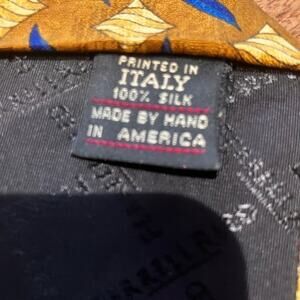 PRINTED IN
ITALY
100% SILK
MADE BY HAND
IN AMERICA